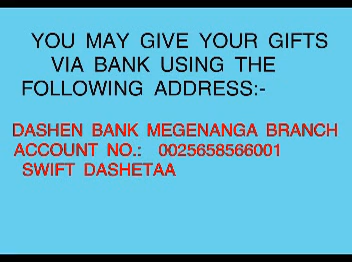 YOU MAY GIVE YOUR GIFTS
VIA BANK USING THE
FOLLOWING ADDRESS:-
DASHEN BANK MEGENANGA BRANCH
ACCOUNT NO.: 0025658566001
SWIFT DASHETAA